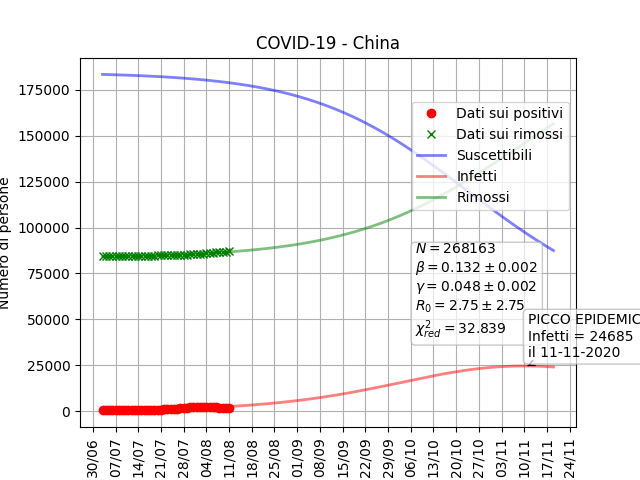 COVID-19 - China
Numero di persone
175000
150000
125000
100000
75000
50000
25000
0
Dati sui positivi
Dati sui rimossi
Suscettibili
Infetti
Rimossi
N = 268163
β = 0.132 ± 0.002
γ = 0.048 ± 0.002
R₀ = 2.75 ± 2.75
χ²red = 32.839
PICCO EPIDEMIC
Infetti = 24685
il 11-11-2020
30/06 07/07 14/07 21/07 28/07 04/08 11/08 18/08 25/08 01/09 08/09 15/09 22/09 29/09 06/10 13/10 20/10 27/10 03/11 10/11 17/11 24/11